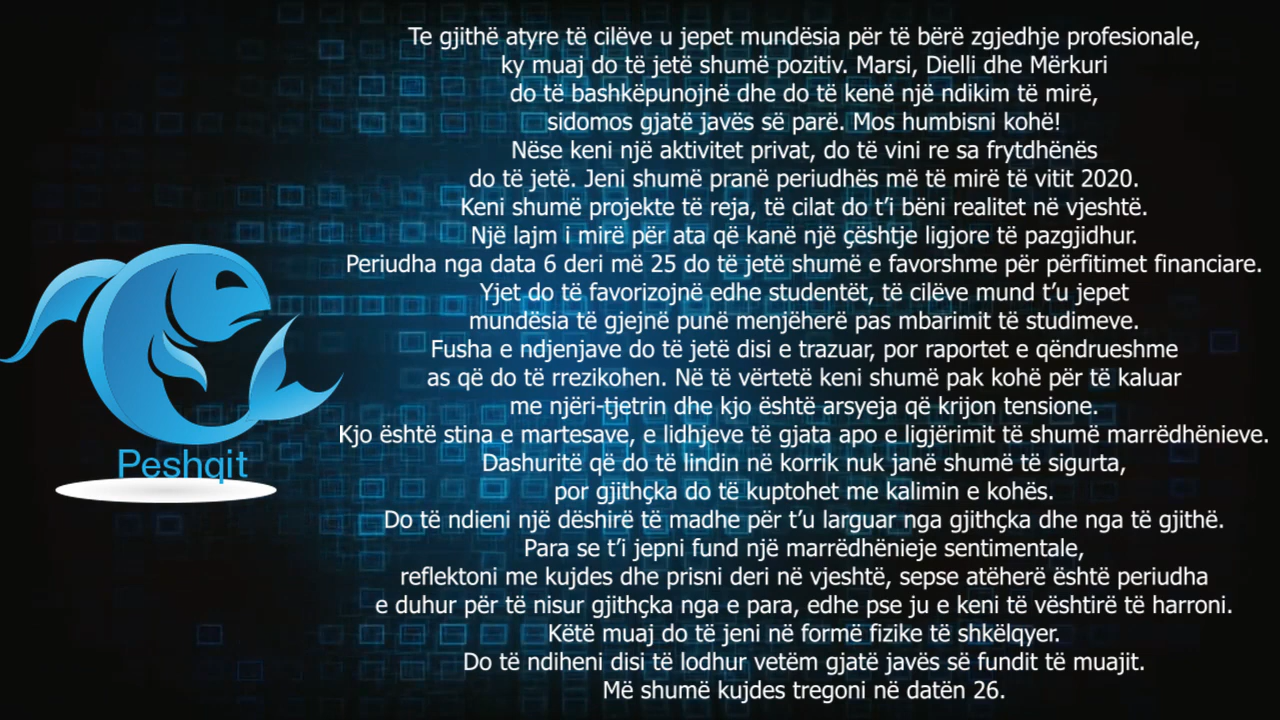 Te gjithë atyre të cilëve u jepet mundësia për të bërë zgjedhje profesionale,
ky muaj do të jetë shumë pozitiv. Marsi, Dielli dhe Mërkuri
do të bashkëpunojnë dhe do të kenë një ndikim të mirë,
sidomos gjatë javës së parë. Mos humbisni kohë!
Nëse keni një aktivitet privat, do të vini re sa frytdhënës
do të jetë. Jeni shumë pranë periudhës më të mirë të vitit 2020.
Keni shumë projekte të reja, të cilat do t’i bëni realitet në vjeshtë.
Një lajm i mirë për ata që kanë një çështje ligjore të pazgjidhur.
Periudha nga data 6 deri më 25 do të jetë shumë e favorshme për përfitimet financiare.
Yjet do të favorizojnë edhe studentët, të cilëve mund t’u jepet
mundësia të gjejnë punë menjëherë pas mbarimit të studimeve.
Fusha e ndjenjave do të jetë disi e trazuar, por raportet e qëndrueshme
as që do të rrezikohen. Në të vërtetë keni shumë pak kohë për të kaluar
me njëri-tjetrin dhe kjo është arsyeja që krijon tensione.
Kjo është stina e martesave, e lidhjeve të gjata apo e ligjërimit të shumë marrëdhënieve.
Dashuritë që do të lindin në korrik nuk janë shumë të sigurta,
por gjithçka do të kuptohet me kalimin e kohës.
Do të ndieni një dëshirë të madhe për t’u larguar nga gjithçka dhe nga të gjithë.
Para se t’i jepni fund një marrëdhënieje sentimentale,
reflektoni me kujdes dhe prisni deri në vjeshtë, sepse atëherë është periudha
e duhur për të nisur gjithçka nga e para, edhe pse ju e keni të vështirë të harroni.
Këtë muaj do të jeni në formë fizike të shkëlqyer.
Do të ndiheni disi të lodhur vetëm gjatë javës së fundit të muajit.
Më shumë kujdes tregoni në datën 26.
Peshqit